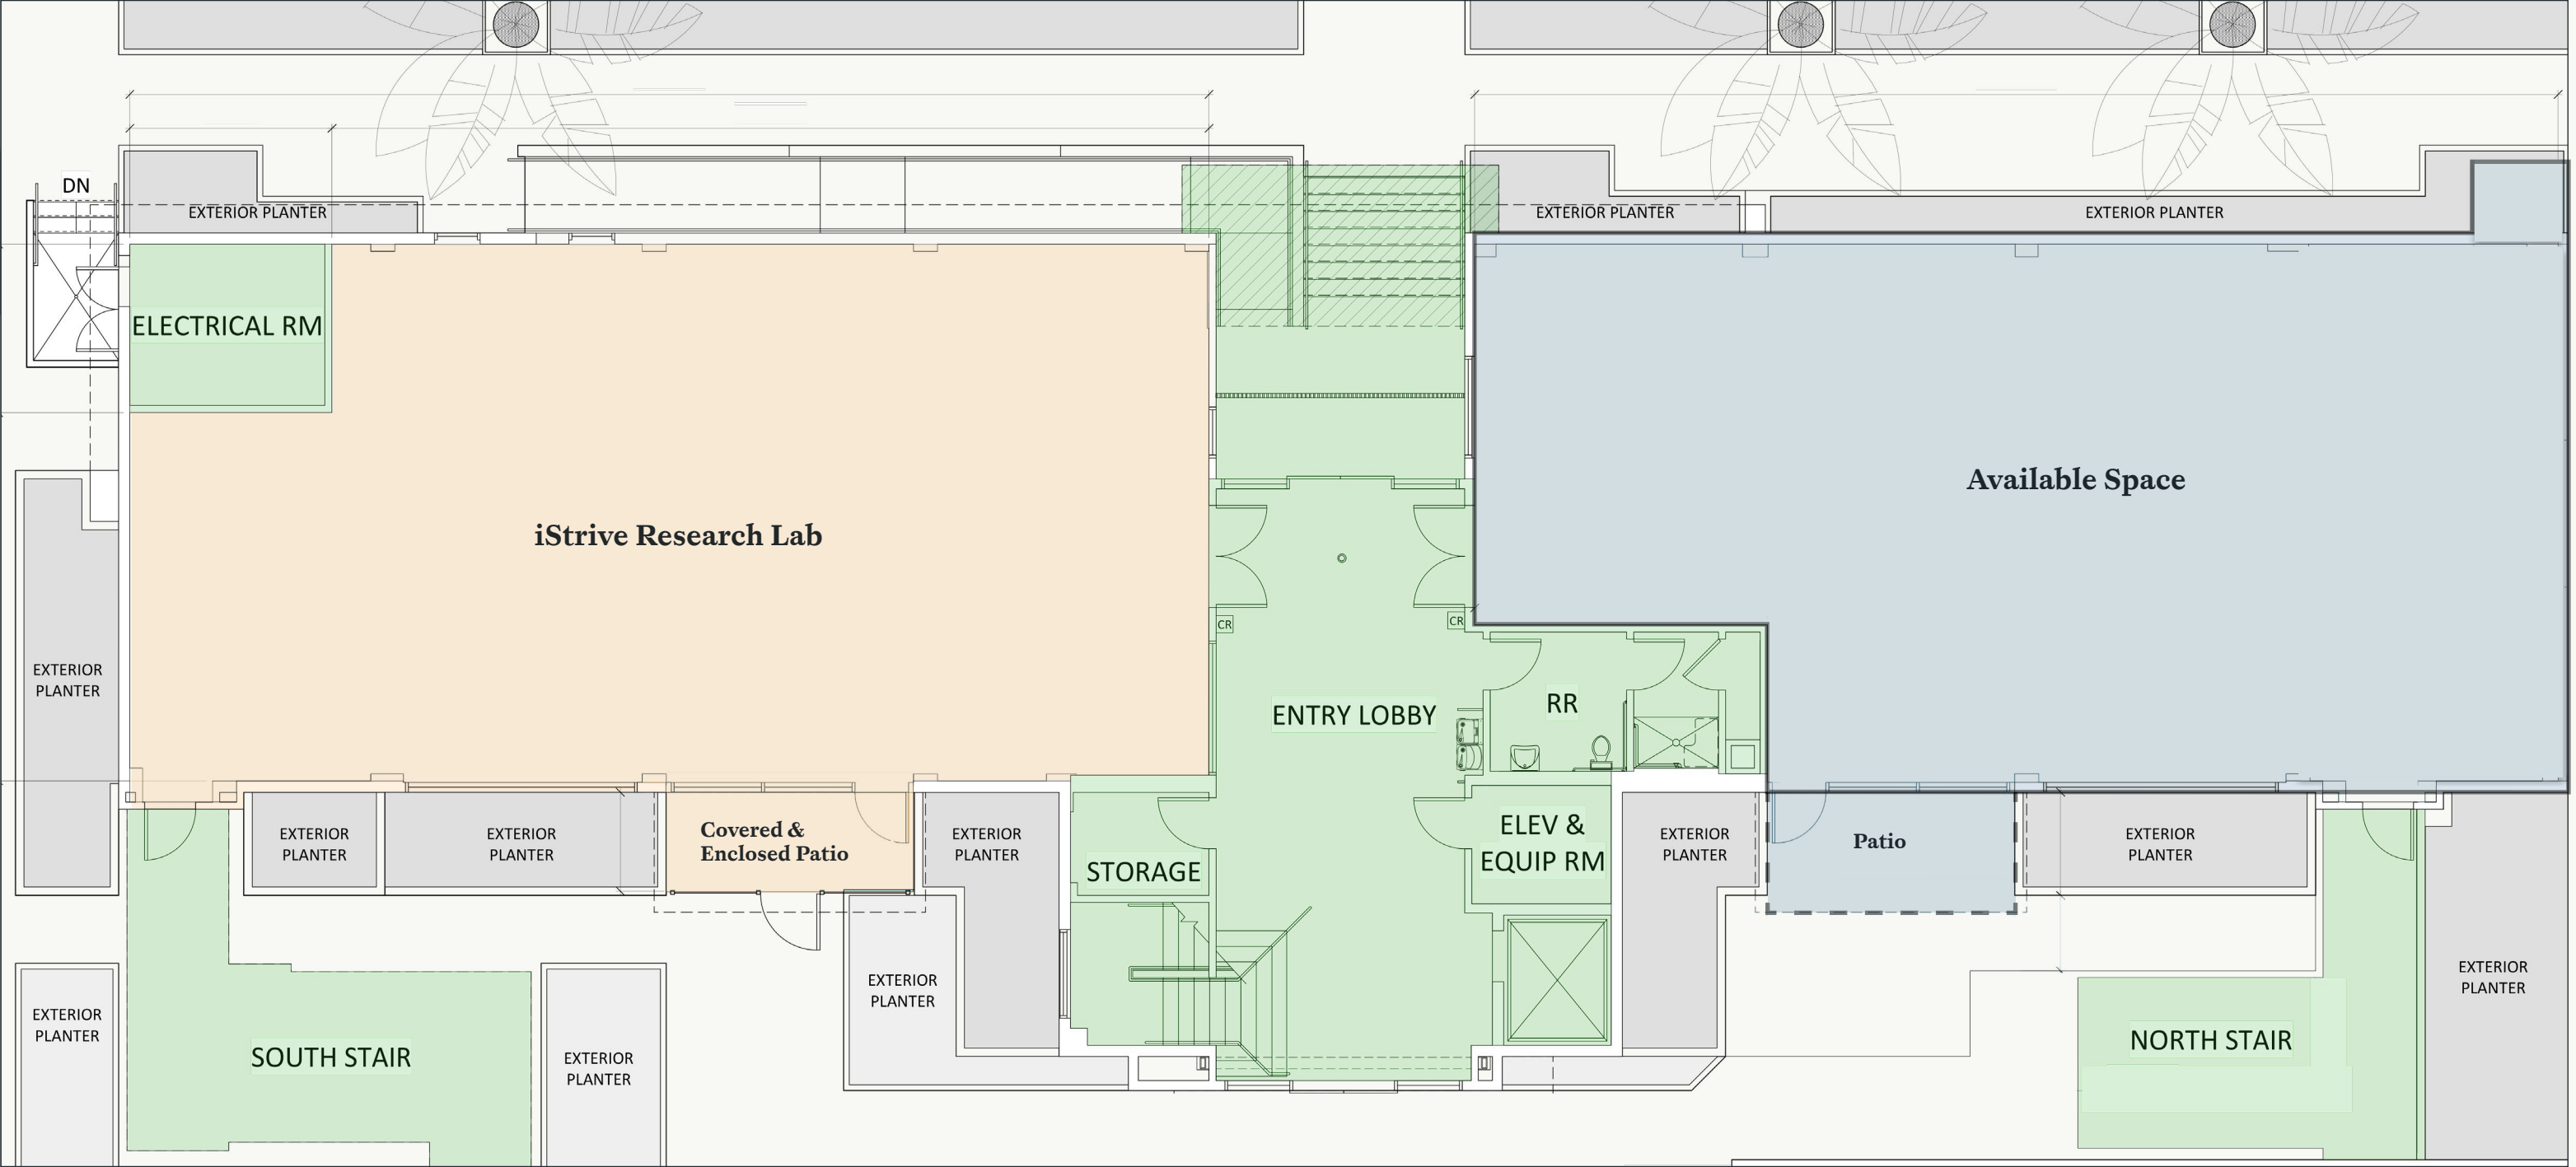 DN
EXTERIOR PLANTER
EXTERIOR PLANTER
EXTERIOR PLANTER
ELECTRICAL RM
Available Space
iStrive Research Lab
CR
CR
EXTERIOR
PLANTER
ENTRY LOBBY
RR
EXTERIOR
PLANTER
EXTERIOR
PLANTER
Covered &
Enclosed Patio
EXTERIOR
PLANTER
STORAGE
ELEV &
EQUIP RM
EXTERIOR
PLANTER
Patio
EXTERIOR
PLANTER
EXTERIOR
PLANTER
EXTERIOR
PLANTER
EXTERIOR
PLANTER
SOUTH STAIR
EXTERIOR
PLANTER
NORTH STAIR